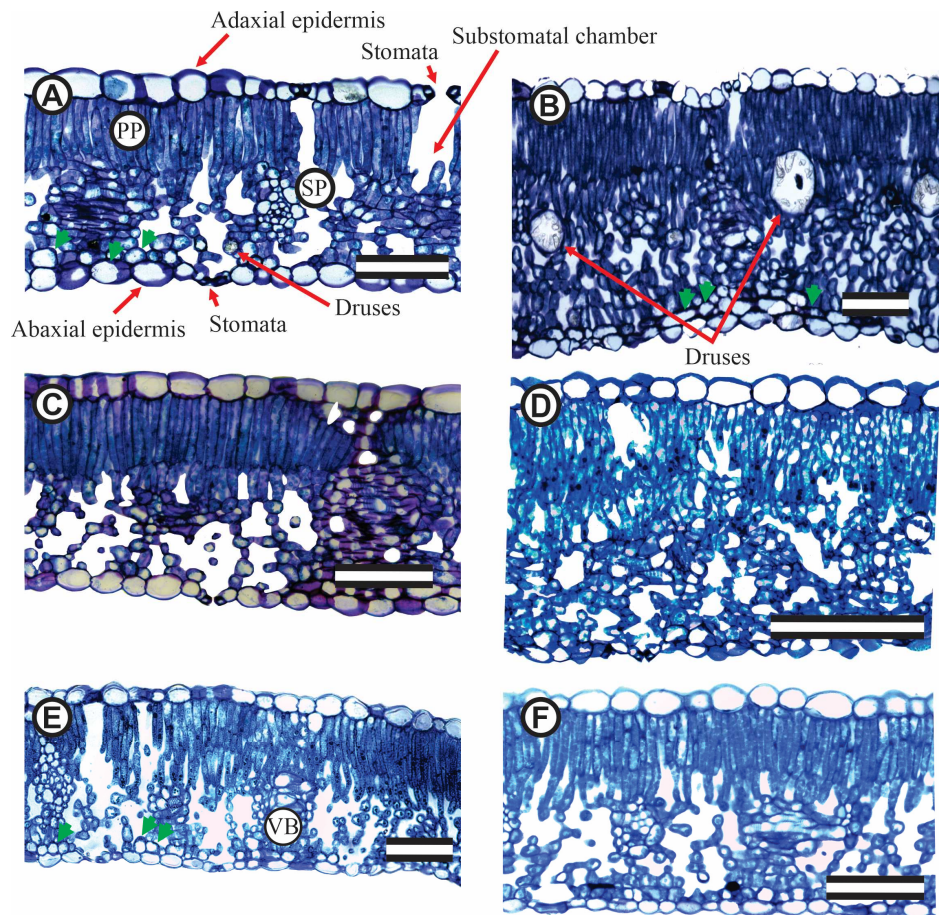 Adaxial epidermis
Stomata
Substomatal chamber
A
PP
SP
B
Abaxial epidermis
Stomata
Druses
Druses
C
D
E
VB
F